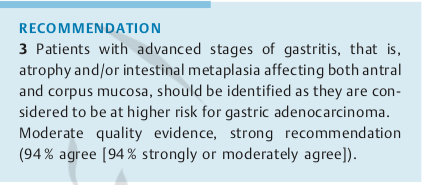 RECOMMENDATION
3 Patients with advanced stages of gastritis, that is,
atrophy and/or intestinal metaplasia affecting both antral
and corpus mucosa, should be identified as they are con-
sidered to be at higher risk for gastric adenocarcinoma.
Moderate quality evidence, strong recommendation
(94 % agree [94 % strongly or moderately agree]).